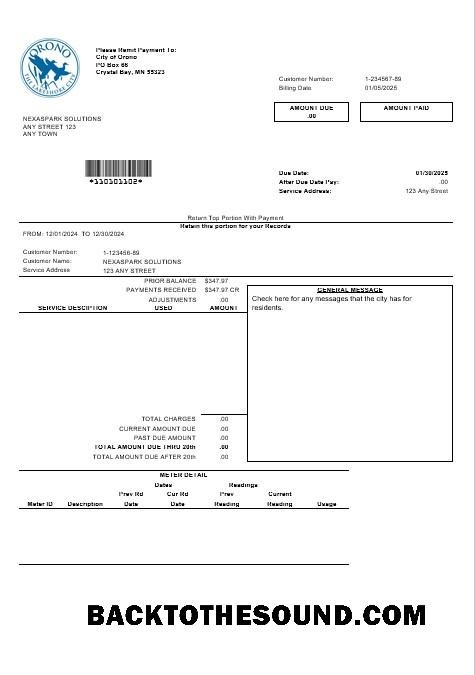 ORONO
THE LAKESHORE CITY
Please Remit Payment To:
City of Orono
PO Box 66
Crystal Bay, MN 55323
Customer Number: 1-234567-89
Billing Date 01/05/2025
AMOUNT DUE AMOUNT PAID
.00
NEXASPARK SOLUTIONS
ANY STREET 123
ANY TOWN
*110101102*
Due Date: 01/30/2025
After Due Date Pay: .00
Service Address: 123 Any Street
Return Top Portion With Payment
Retain this portion for your Records
FROM: 12/01/2024 TO 12/30/2024
Customer Number: 1-123456-89
Customer Name: NEXASPARK SOLUTIONS
Service Address 123 ANY STREET
PRIOR BALANCE $347.97
PAYMENTS RECEIVED $347.97 CR
ADJUSTMENTS .00
SERVICE DESCIPTION USED AMOUNT
GENERAL MESSAGE
Check here for any messages that the city has for
residents.
TOTAL CHARGES .00
CURRENT AMOUNT DUE .00
PAST DUE AMOUNT .00
TOTAL AMOUNT DUE THRU 20th .00
TOTAL AMOUNT DUE AFTER 20th .00
METER DETAIL
Dates Readings
Prev Rd Cur Rd Prev Current
Meter ID Description Date Date Reading Reading Usage
BACKTOTHESOUND.COM